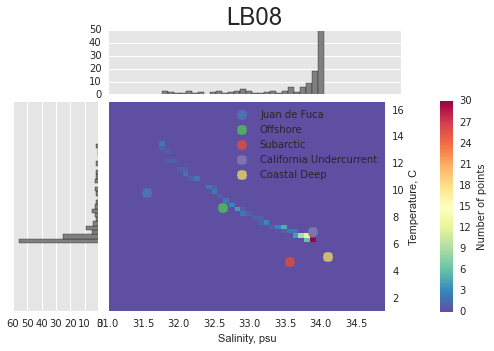 LB08
50
40
30
20
10
0
Juan de Fuca
Offshore
Subarctic
California Undercurrent
Coastal Deep
16
14
12
10
8
6
4
2
Temperature, C
30
27
24
21
18
15
12
9
6
3
0
Number of points
60 50 40 30 20 10 0
31.0 31.5 32.0 32.5 33.0 33.5 34.0 34.5
Salinity, psu